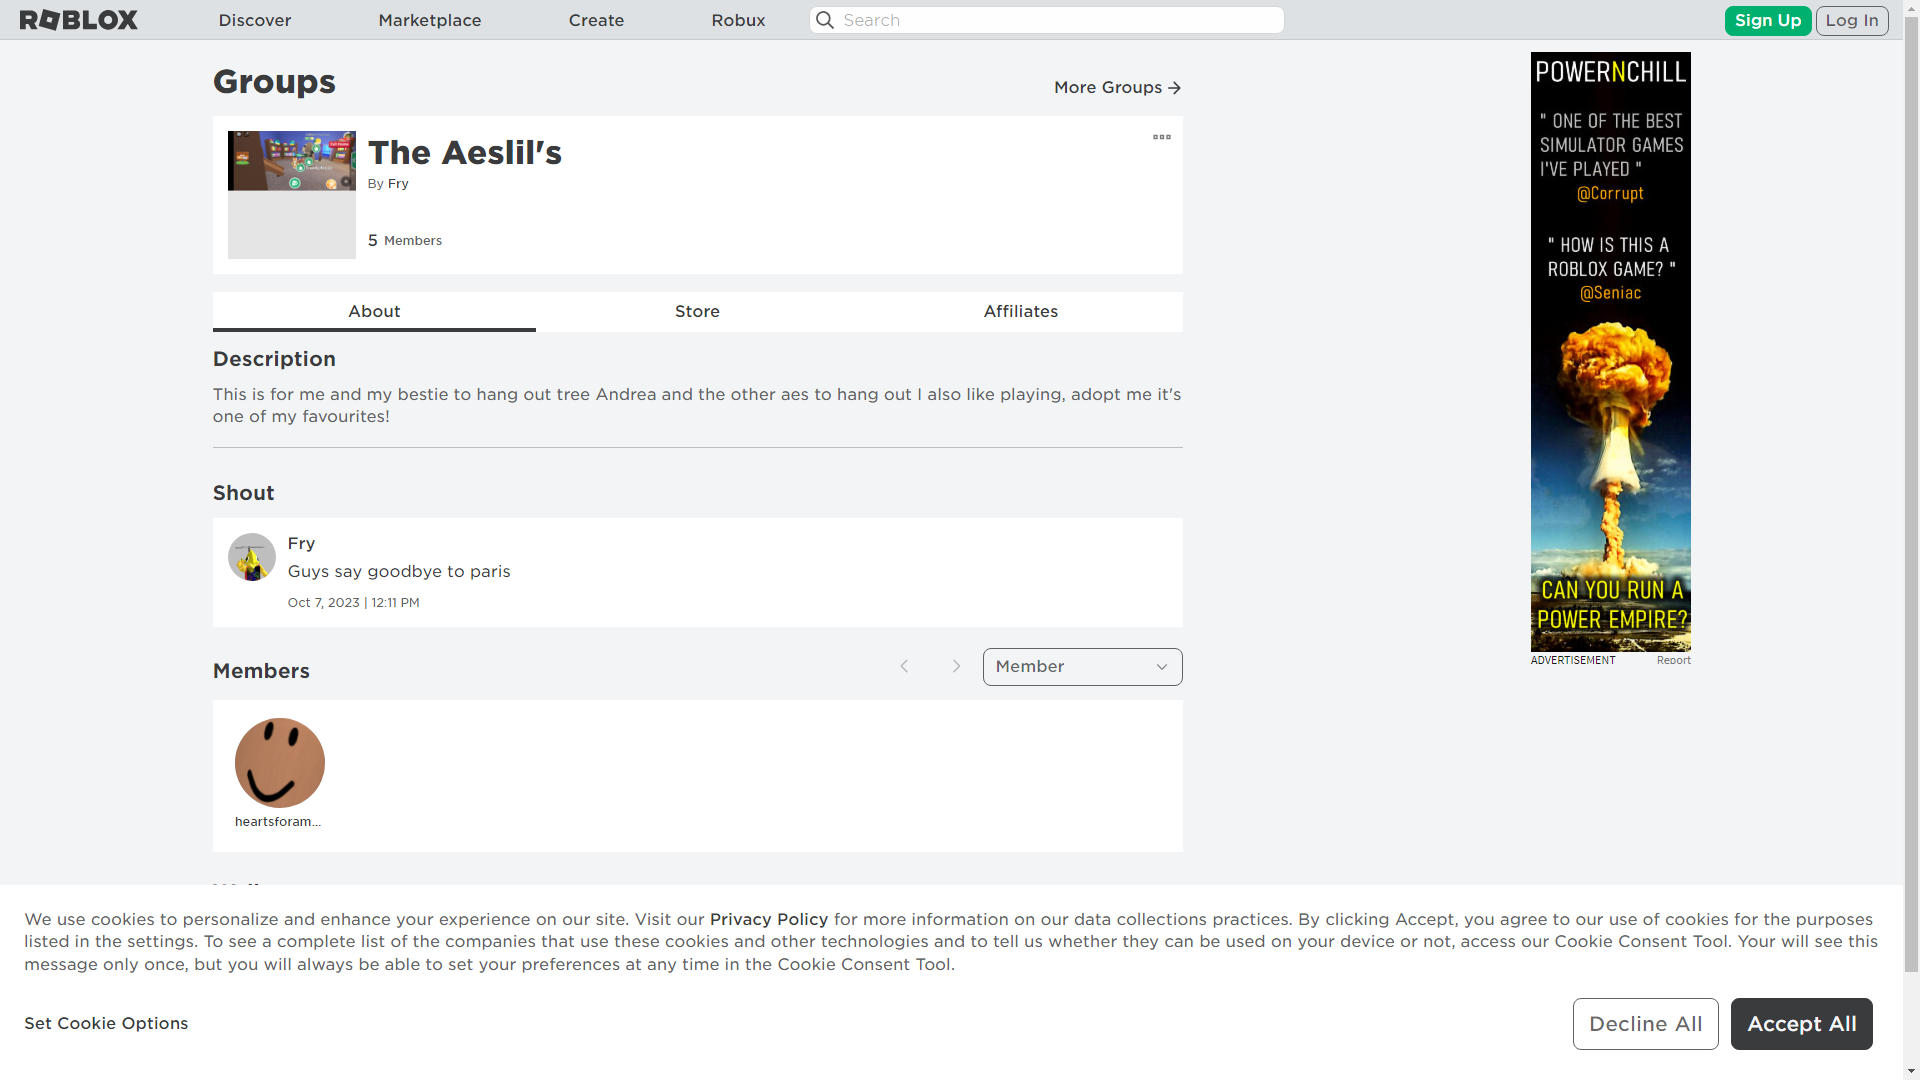 ROBLOX
Discover
Marketplace
Create
Robux
Search
Sign Up
Log In
Groups
More Groups
The Aeslil's
By Fry
5 Members
About
Store
Affiliates
Description
This is for me and my bestie to hang out tree Andrea and the other aes to hang out I also like playing, adopt me it's
one of my favourites!
Shout
Fry
Guys say goodbye to paris
Oct 7, 2023 | 12:11 PM
Members
Member
heartsforam...
POWERNCHILL
" ONE OF THE BEST
SIMULATOR GAMES
I'VE PLAYED "
@Corrupt
" HOW IS THIS A
ROBLOX GAME? "
@Seniac
CAN YOU RUN A
POWER EMPIRE?
ADVERTISEMENT
Report
We use cookies to personalize and enhance your experience on our site. Visit our Privacy Policy for more information on our data collections practices. By clicking Accept, you agree to our use of cookies for the purposes
listed in the settings. To see a complete list of the companies that use these cookies and other technologies and to tell us whether they can be used on your device or not, access our Cookie Consent Tool. Your will see this
message only once, but you will always be able to set your preferences at any time in the Cookie Consent Tool.
Set Cookie Options
Decline All
Accept All